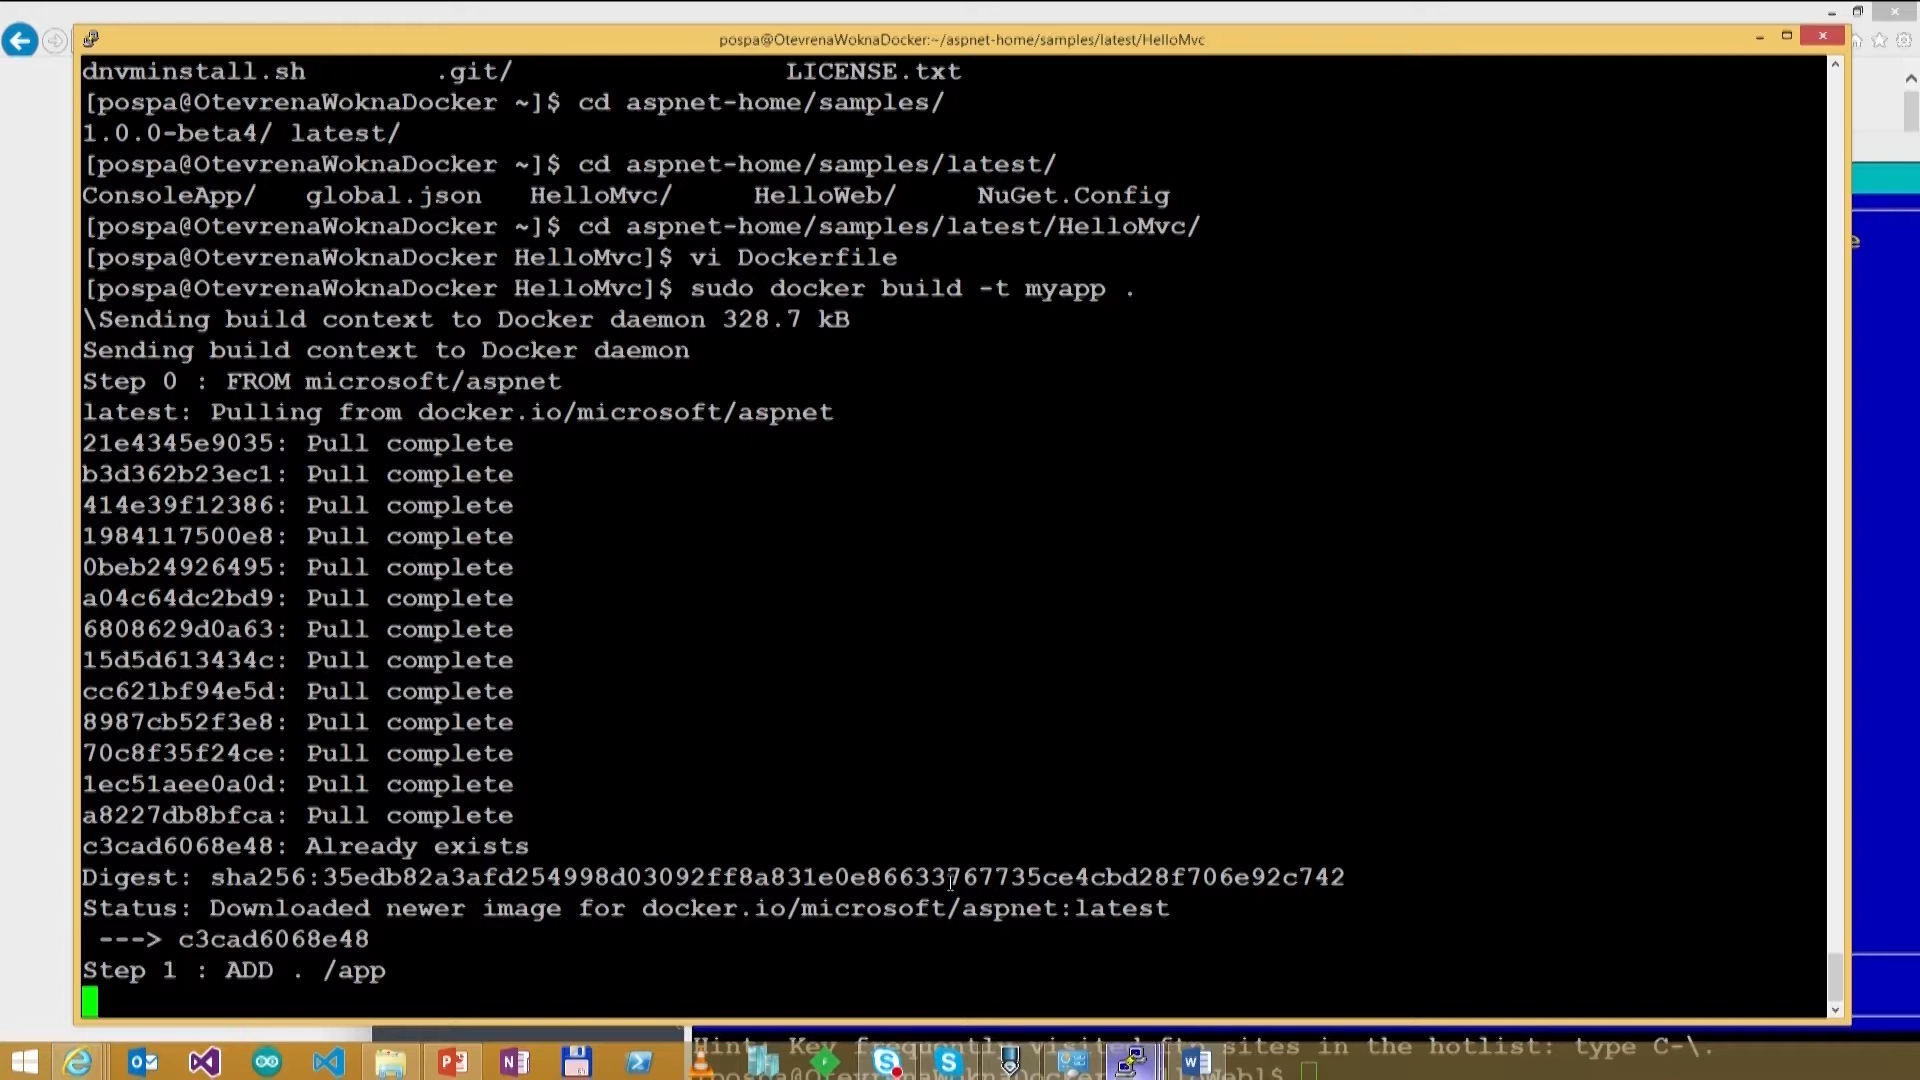 pospa@OtevrenaWoknaDocker:~/aspnet-home/samples/latest/HelloMvc
dnvminstall.sh .git/ LICENSE.txt
[pospa@OtevrenaWoknaDocker ~]$ cd aspnet-home/samples/
1.0.0-beta4/ latest/
[pospa@OtevrenaWoknaDocker ~]$ cd aspnet-home/samples/latest/
ConsoleApp/ global.json HelloMvc/ HelloWeb/ NuGet.Config
[pospa@OtevrenaWoknaDocker ~]$ cd aspnet-home/samples/latest/HelloMvc/
[pospa@OtevrenaWoknaDocker HelloMvc]$ vi Dockerfile
[pospa@OtevrenaWoknaDocker HelloMvc]$ sudo docker build -t myapp .
\Sending build context to Docker daemon 328.7 kB
Sending build context to Docker daemon
Step 0 : FROM microsoft/aspnet
latest: Pulling from docker.io/microsoft/aspnet
21e4345e9035: Pull complete
b3d362b23ec1: Pull complete
414e39f12386: Pull complete
1984117500e8: Pull complete
0beb24926495: Pull complete
a04c64dc2bd9: Pull complete
6808629d0a63: Pull complete
15d5d613434c: Pull complete
cc621bf94e5d: Pull complete
8987cb52f3e8: Pull complete
70c8f35f24ce: Pull complete
1ec51aee0a0d: Pull complete
a8227db8bfca: Pull complete
c3cad6068e48: Already exists
Digest: sha256:35edb82a3afd254998d03092ff8a831e0e86633767735ce4cbd28f706e92c742
Status: Downloaded newer image for docker.io/microsoft/aspnet:latest
---> c3cad6068e48
Step 1 : ADD . /app
Hint: Key frequently visited ftp sites in the hotlist: type C-\.